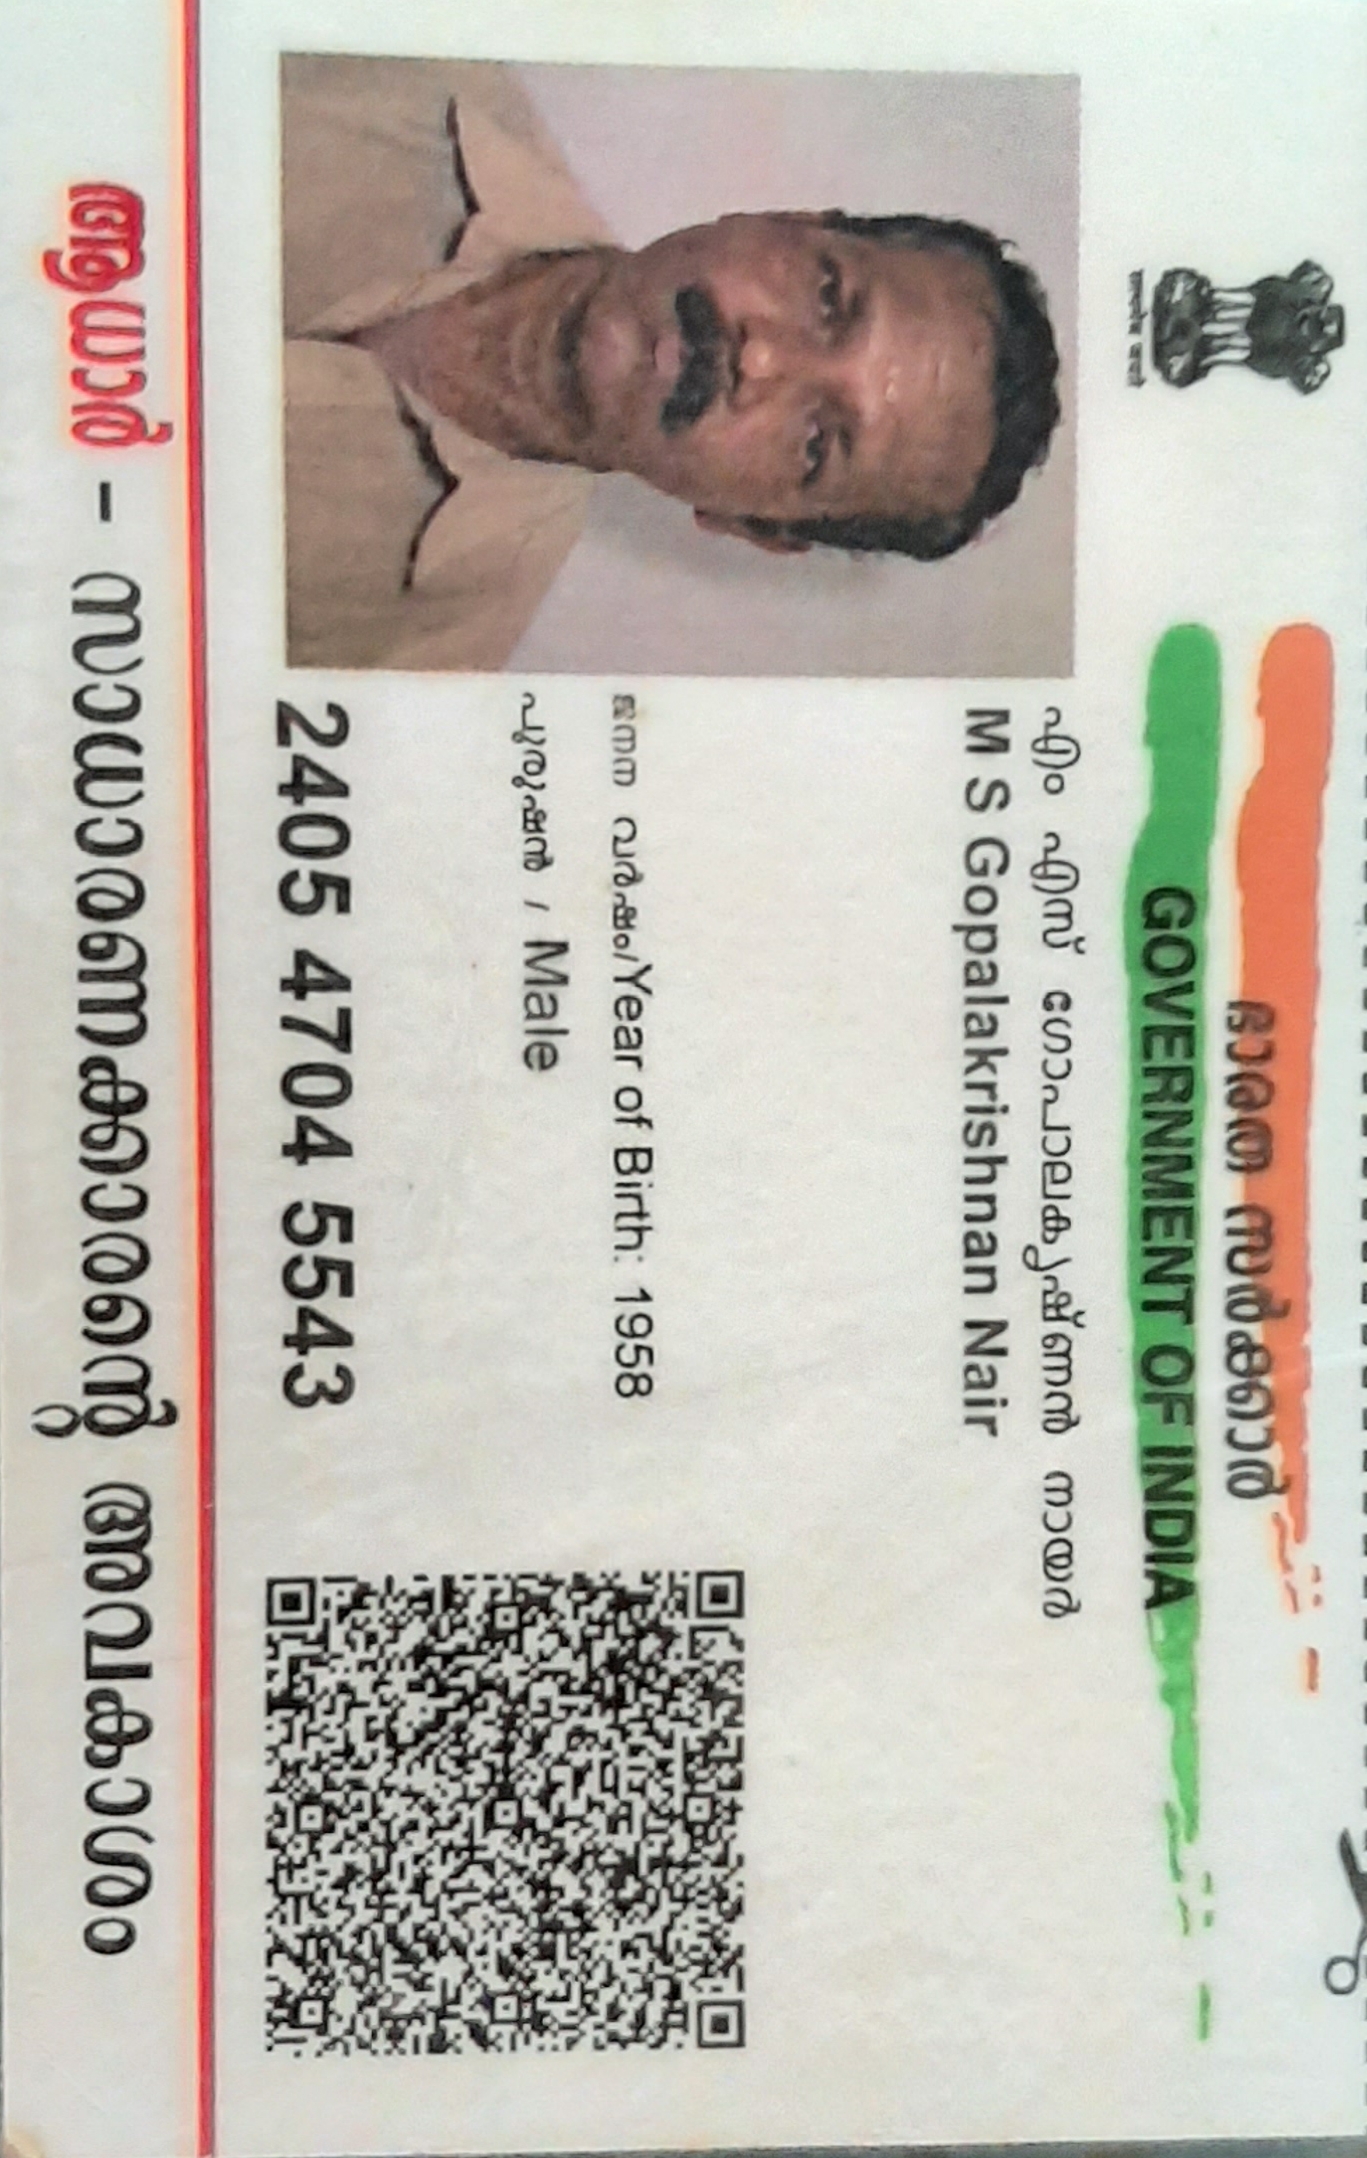 सत्यमेव जयते
ഭാരത സർക്കാർ
GOVERNMENT OF INDIA
എം എസ് ഗോപാലകൃഷ്ണൻ നായർ
M S Gopalakrishnan Nair
ജനന വർഷം/Year of Birth: 1958
പുരുഷൻ / Male
2405 4704 5543
ആധാർ – സാധാരണക്കാരന്റെ അവകാശം